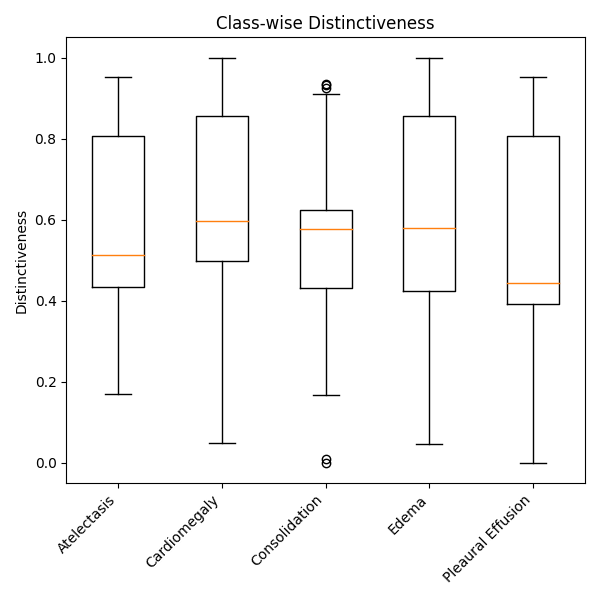 Class-wise Distinctiveness
Distinctiveness
1.0
0.8
0.6
0.4
0.2
0.0
Atelectasis
Cardiomegaly
Consolidation
Edema
Pleaural Effusion